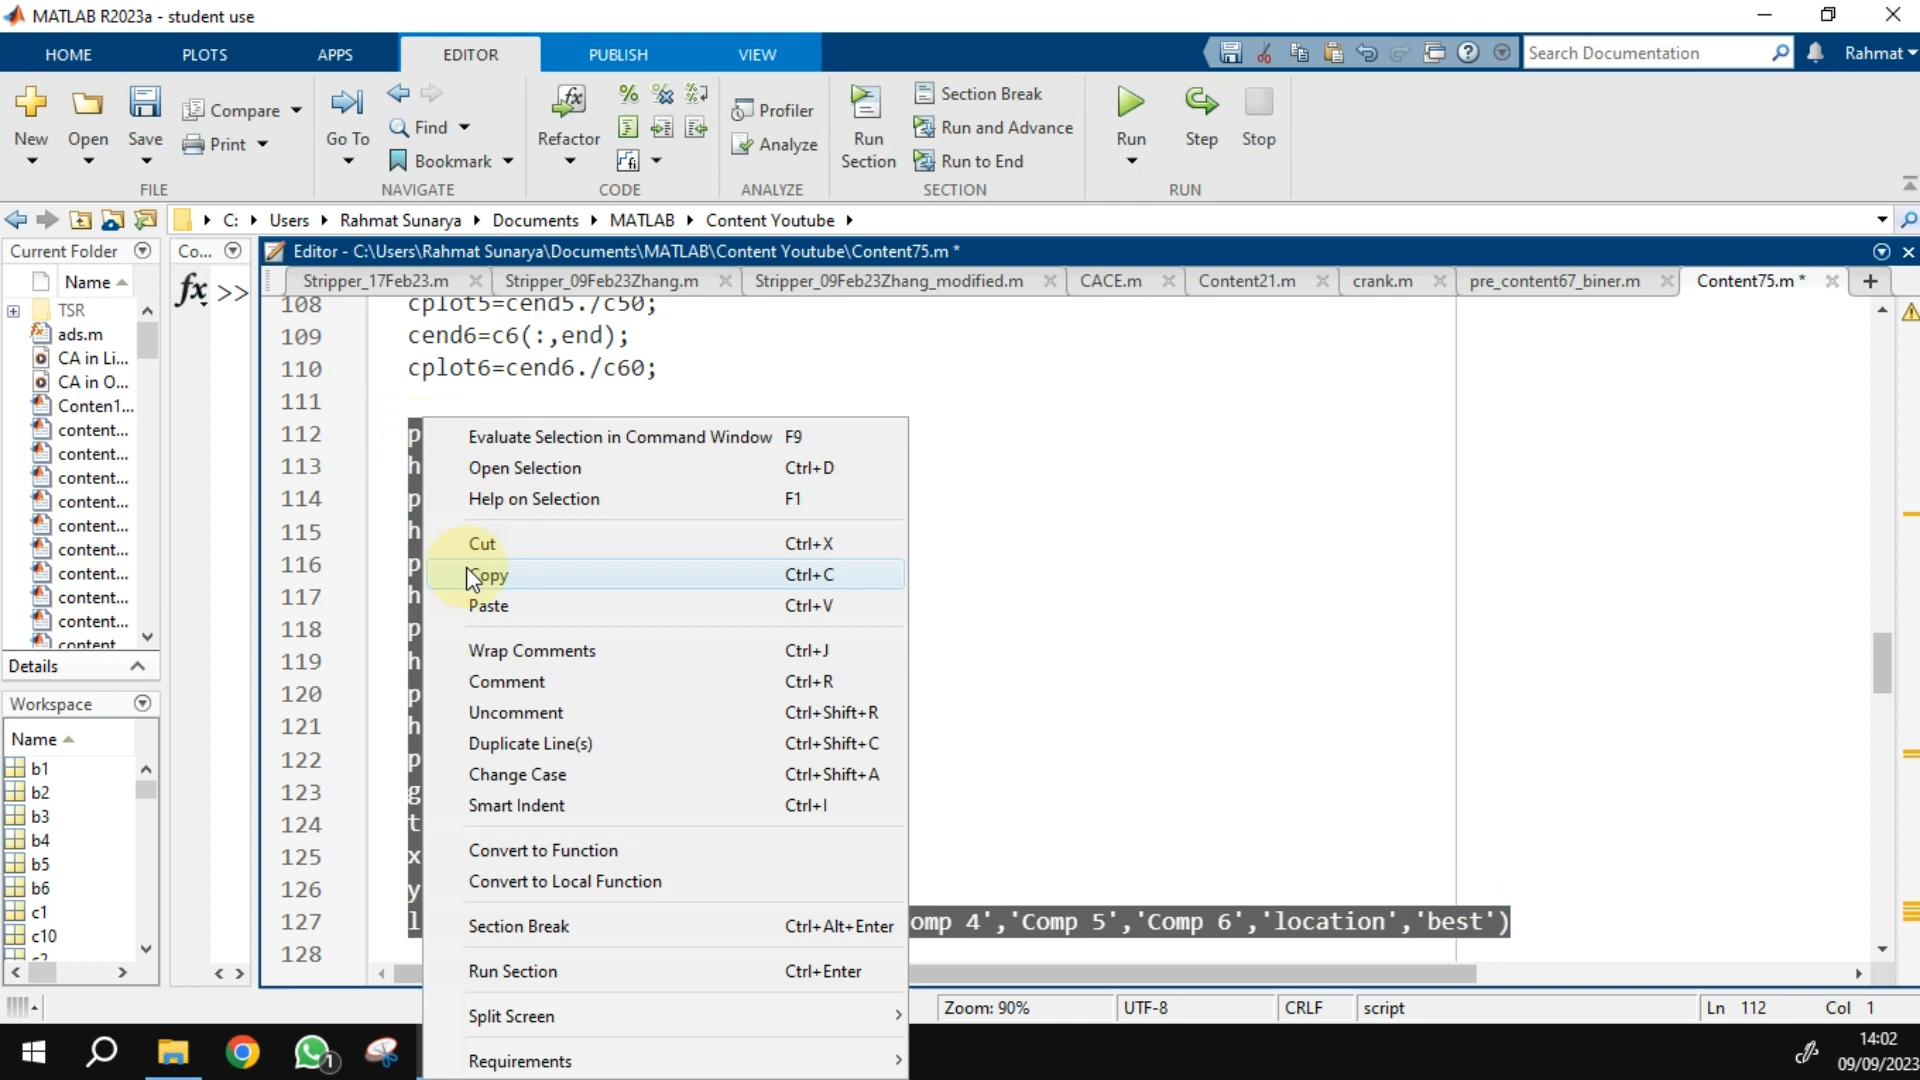 MATLAB R2023a - student use
HOME PLOTS APPS EDITOR PUBLISH VIEW Search Documentation Rahmat
New Open Save Compare Print
FILE
Go To Find Bookmark
NAVIGATE
Refactor
CODE
Profiler
Analyze
ANALYZE
Run Section
Section Break
Run and Advance
Run to End
SECTION
Run Step Stop
RUN
C: Users Rahmat Sunarya Documents MATLAB Content Youtube
Current Folder
Name
TSR
ads.m
CA in Li...
CA in O...
Conten1...
content...
content...
content...
content...
content...
content...
content...
content...
content...
content
Details
Workspace
Name
b1
b2
b3
b4
b5
b6
c1
c10
Co...
fx >>
Editor - C:\Users\Rahmat Sunarya\Documents\MATLAB\Content Youtube\Content75.m *
Stripper_17Feb23.m Stripper_09Feb23Zhang.m Stripper_09Feb23Zhang_modified.m CACE.m Content21.m crank.m pre_content67_biner.m Content75.m * +
108 cplot5=cend5./c50;
109 cend6=c6(:,end);
110 cplot6=cend6./c60;
111
112 p
113 h
114 p
115 h
116 p
117 h
118 p
119 h
120 p
121 h
122 p
123 g
124 t
125 x
126 y
127 l omp 4','Comp 5','Comp 6','location','best')
128
Evaluate Selection in Command Window F9
Open Selection Ctrl+D
Help on Selection F1
Cut Ctrl+X
Copy Ctrl+C
Paste Ctrl+V
Wrap Comments Ctrl+J
Comment Ctrl+R
Uncomment Ctrl+Shift+R
Duplicate Line(s) Ctrl+Shift+C
Change Case Ctrl+Shift+A
Smart Indent Ctrl+I
Convert to Function
Convert to Local Function
Section Break Ctrl+Alt+Enter
Run Section Ctrl+Enter
Split Screen
Requirements
Zoom: 90% UTF-8 CRLF script Ln 112 Col 1
1
14:02
09/09/2023